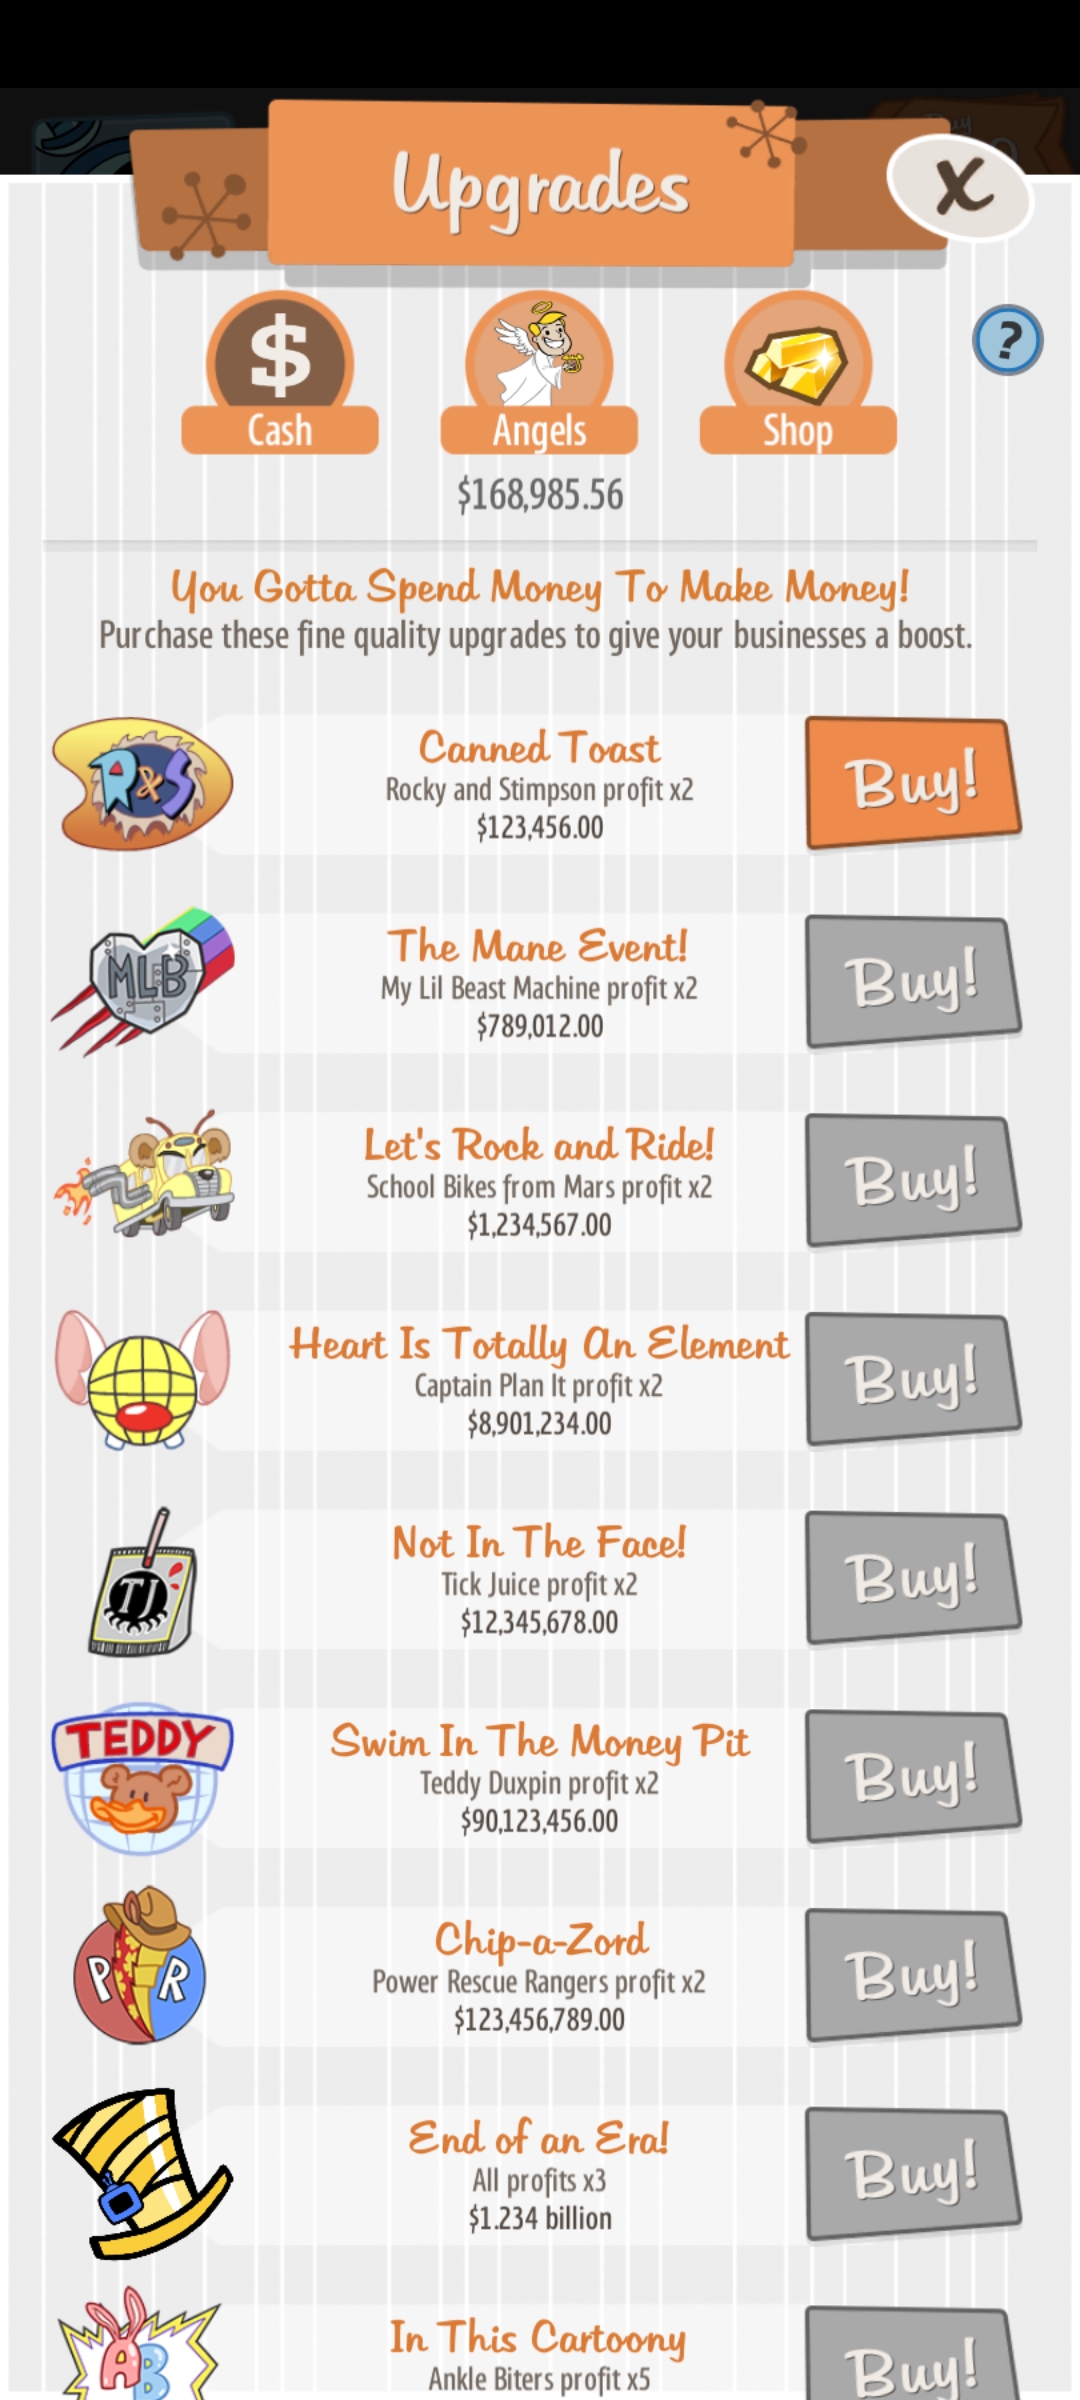 Upgrades
X
$
Cash
Angels
Shop
?
$168,985.56
You Gotta Spend Money To Make Money!
Purchase these fine quality upgrades to give your businesses a boost.
R&S
Canned Toast
Rocky and Stimpson profit x2
$123,456.00
Buy!
MLB
The Mane Event!
My Lil Beast Machine profit x2
$789,012.00
Buy!
Let's Rock and Ride!
School Bikes from Mars profit x2
$1,234,567.00
Buy!
Heart Is Totally An Element
Captain Plan It profit x2
$8,901,234.00
Buy!
TJ
Not In The Face!
Tick Juice profit x2
$12,345,678.00
Buy!
TEDDY
Swim In The Money Pit
Teddy Duxpin profit x2
$90,123,456.00
Buy!
P R
Chip-a-Zord
Power Rescue Rangers profit x2
$123,456,789.00
Buy!
End of an Era!
All profits x3
$1.234 billion
Buy!
AB
In This Cartoony
Ankle Biters profit x5
Buy!